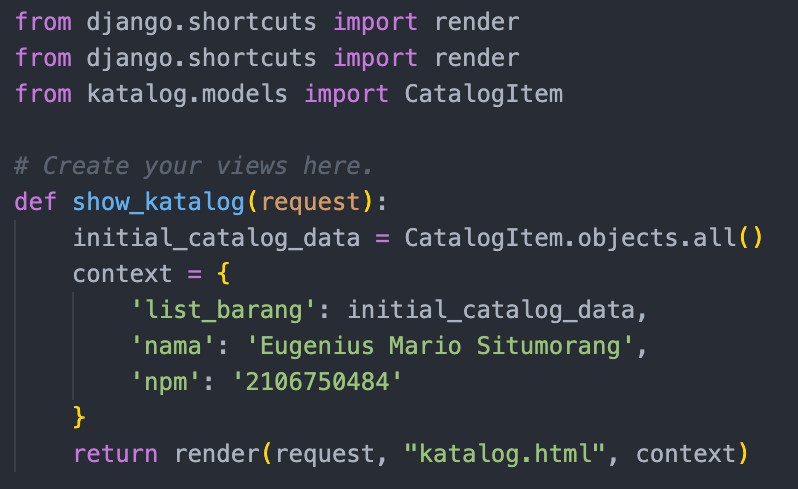 from django.shortcuts import render
from django.shortcuts import render
from katalog.models import CatalogItem
# Create your views here.
def show_katalog(request):
    initial_catalog_data = CatalogItem.objects.all()
    context = {
        'list_barang': initial_catalog_data,
        'nama': 'Eugenius Mario Situmorang',
        'npm': '2106750484'
    }
    return render(request, "katalog.html", context)